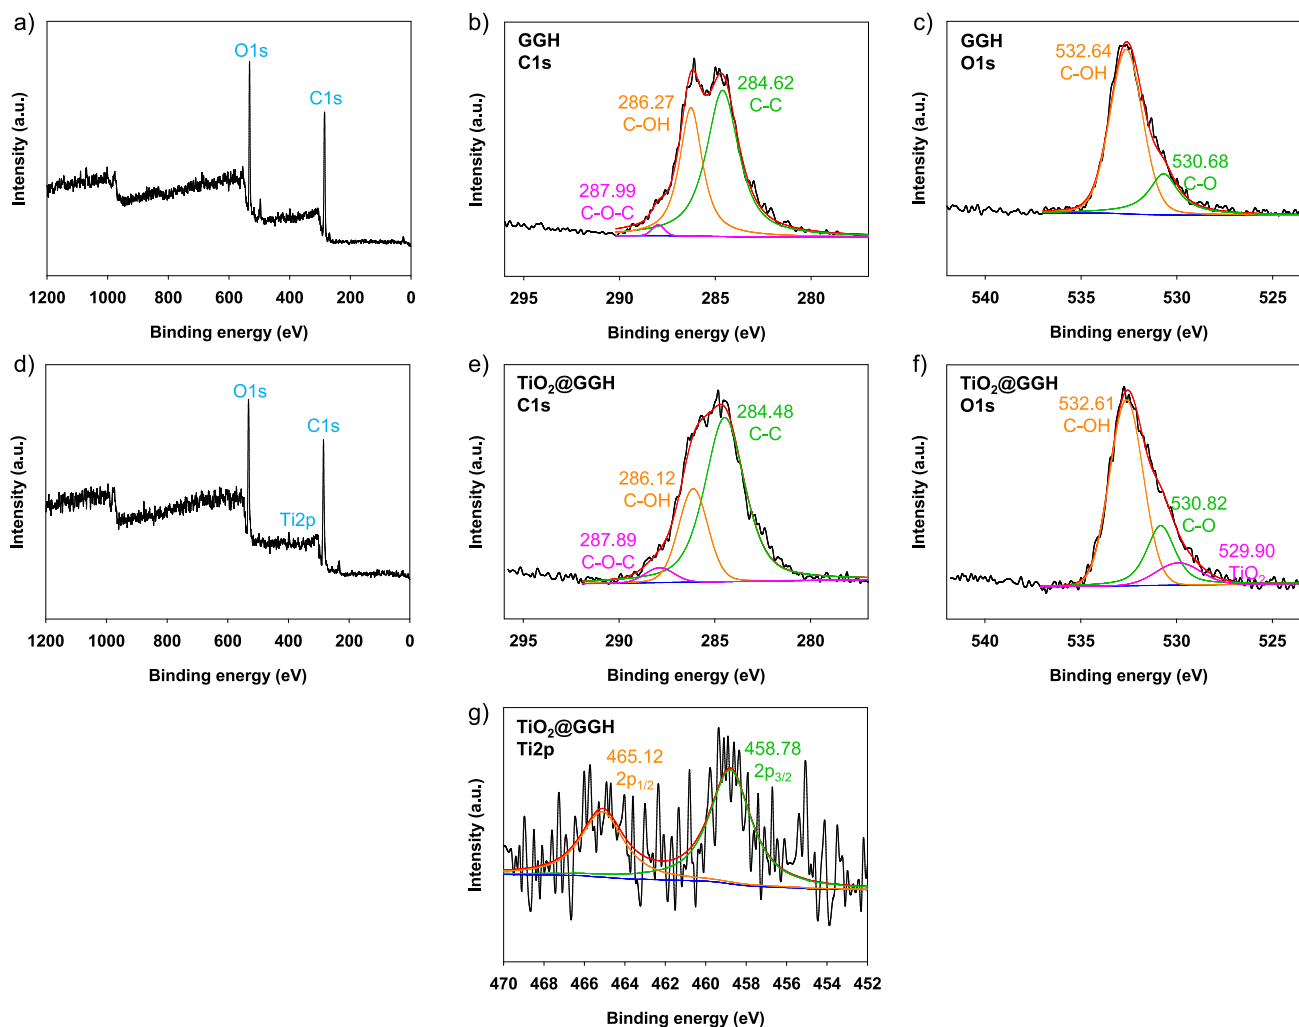 a)
O1s
C1s
Intensity (a.u.)
1200 1000 800 600 400 200 0
Binding energy (eV)
b)
GGH
C1s
284.62
C-C
286.27
C-OH
287.99
C-O-C
Intensity (a.u.)
295 290 285 280
Binding energy (eV)
c)
GGH
O1s
532.64
C-OH
530.68
C-O
Intensity (a.u.)
540 535 530 525
Binding energy (eV)
d)
O1s
C1s
Ti2p
Intensity (a.u.)
1200 1000 800 600 400 200 0
Binding energy (eV)
e)
TiO2@GGH
C1s
284.48
C-C
286.12
C-OH
287.89
C-O-C
Intensity (a.u.)
295 290 285 280
Binding energy (eV)
f)
TiO2@GGH
O1s
532.61
C-OH
530.82
C-O
529.90
TiO2
Intensity (a.u.)
540 535 530 525
Binding energy (eV)
g)
TiO2@GGH
Ti2p
465.12
2p1/2
458.78
2p3/2
Intensity (a.u.)
470 468 466 464 462 460 458 456 454 452
Binding energy (eV)